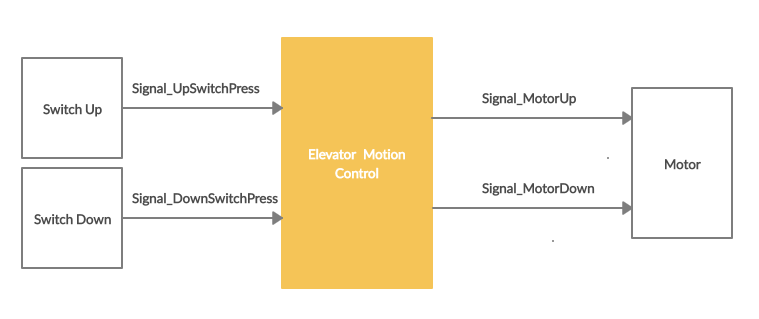 Switch Up
Signal_UpSwitchPress
Switch Down
Signal_DownSwitchPress
Elevator Motion
Control
Signal_MotorUp
Signal_MotorDown
Motor